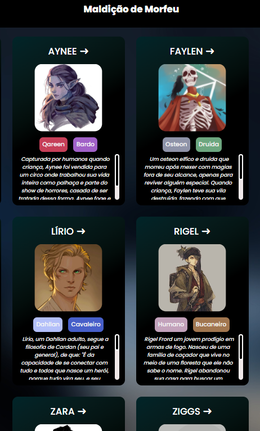 Maldição de Morfeu
AYNEE →
Qareen Bardo
Capturada por humanos quando
criança, Aynee foi vendida para
um circo onde trabalhou sua vida
inteira como palhaça e parte do
show de horrores, casada de ser
tratada dessa forma, Aynee foge e
FAYLEN →
Osteon Druida
Um osteon elfico e druida que
morreu após mexer com magias
fora de seu alcance, apenas para
reviver alguém especial. Quando
criança, Faylen teve sua vila
destruída, fazendo com que
LÍRIO →
Dahllan Cavaleiro
Lírio, um Dahllan adulto, segue a
filosofia de Cardan (seu pai e
general), de que: "É da
capacidade de se conectar com
tudo e todos que nasce um herói,
porque tudo vira seu, e seu
RIGEL →
Humano Bucaneiro
Rigel Frord um jovem prodígio em
armas de fogo. Nasceu de uma
família de caçador que vive no
meio de uma floresta que ele não
sabe o nome. Rigel abandonou
sua casa para buscar um
ZARA →
ZIGGS →